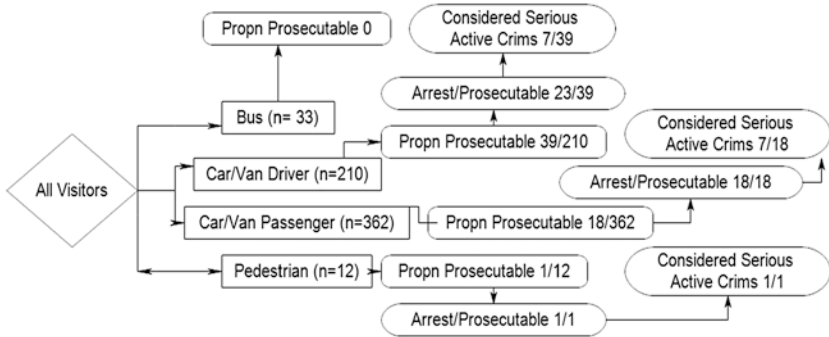 Propn Prosecutable 0
Considered Serious
Active Crims 7/39
Arrest/Prosecutable 23/39
Bus (n= 33)
Propn Prosecutable 39/210
Considered Serious
Active Crims 7/18
Car/Van Driver (n=210)
All Visitors
Arrest/Prosecutable 18/18
Car/Van Passenger (n=362)
Propn Prosecutable 18/362
Pedestrian (n=12)
Propn Prosecutable 1/12
Considered Serious
Active Crims 1/1
Arrest/Prosecutable 1/1